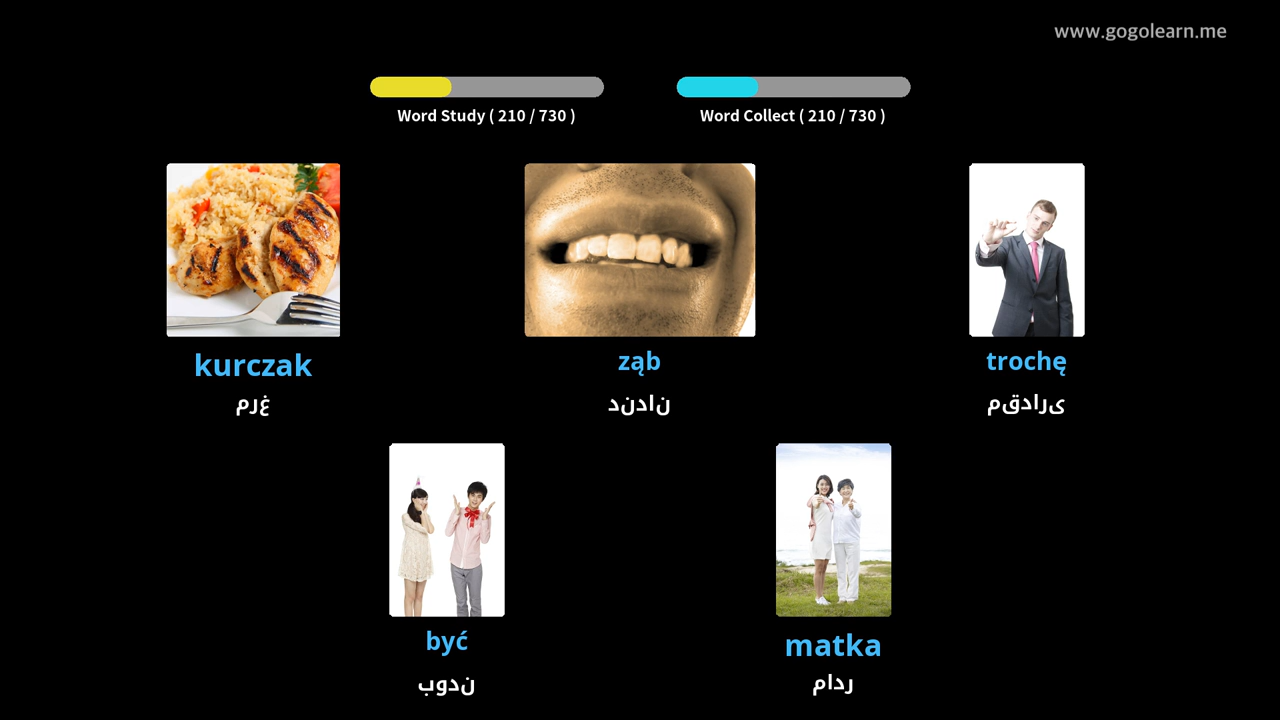 www.gogolearn.me
Word Study ( 210 / 730 )
Word Collect ( 210 / 730 )
kurczak
مرغ
ząb
دندان
trochę
مقداری
być
بودن
matka
مادر